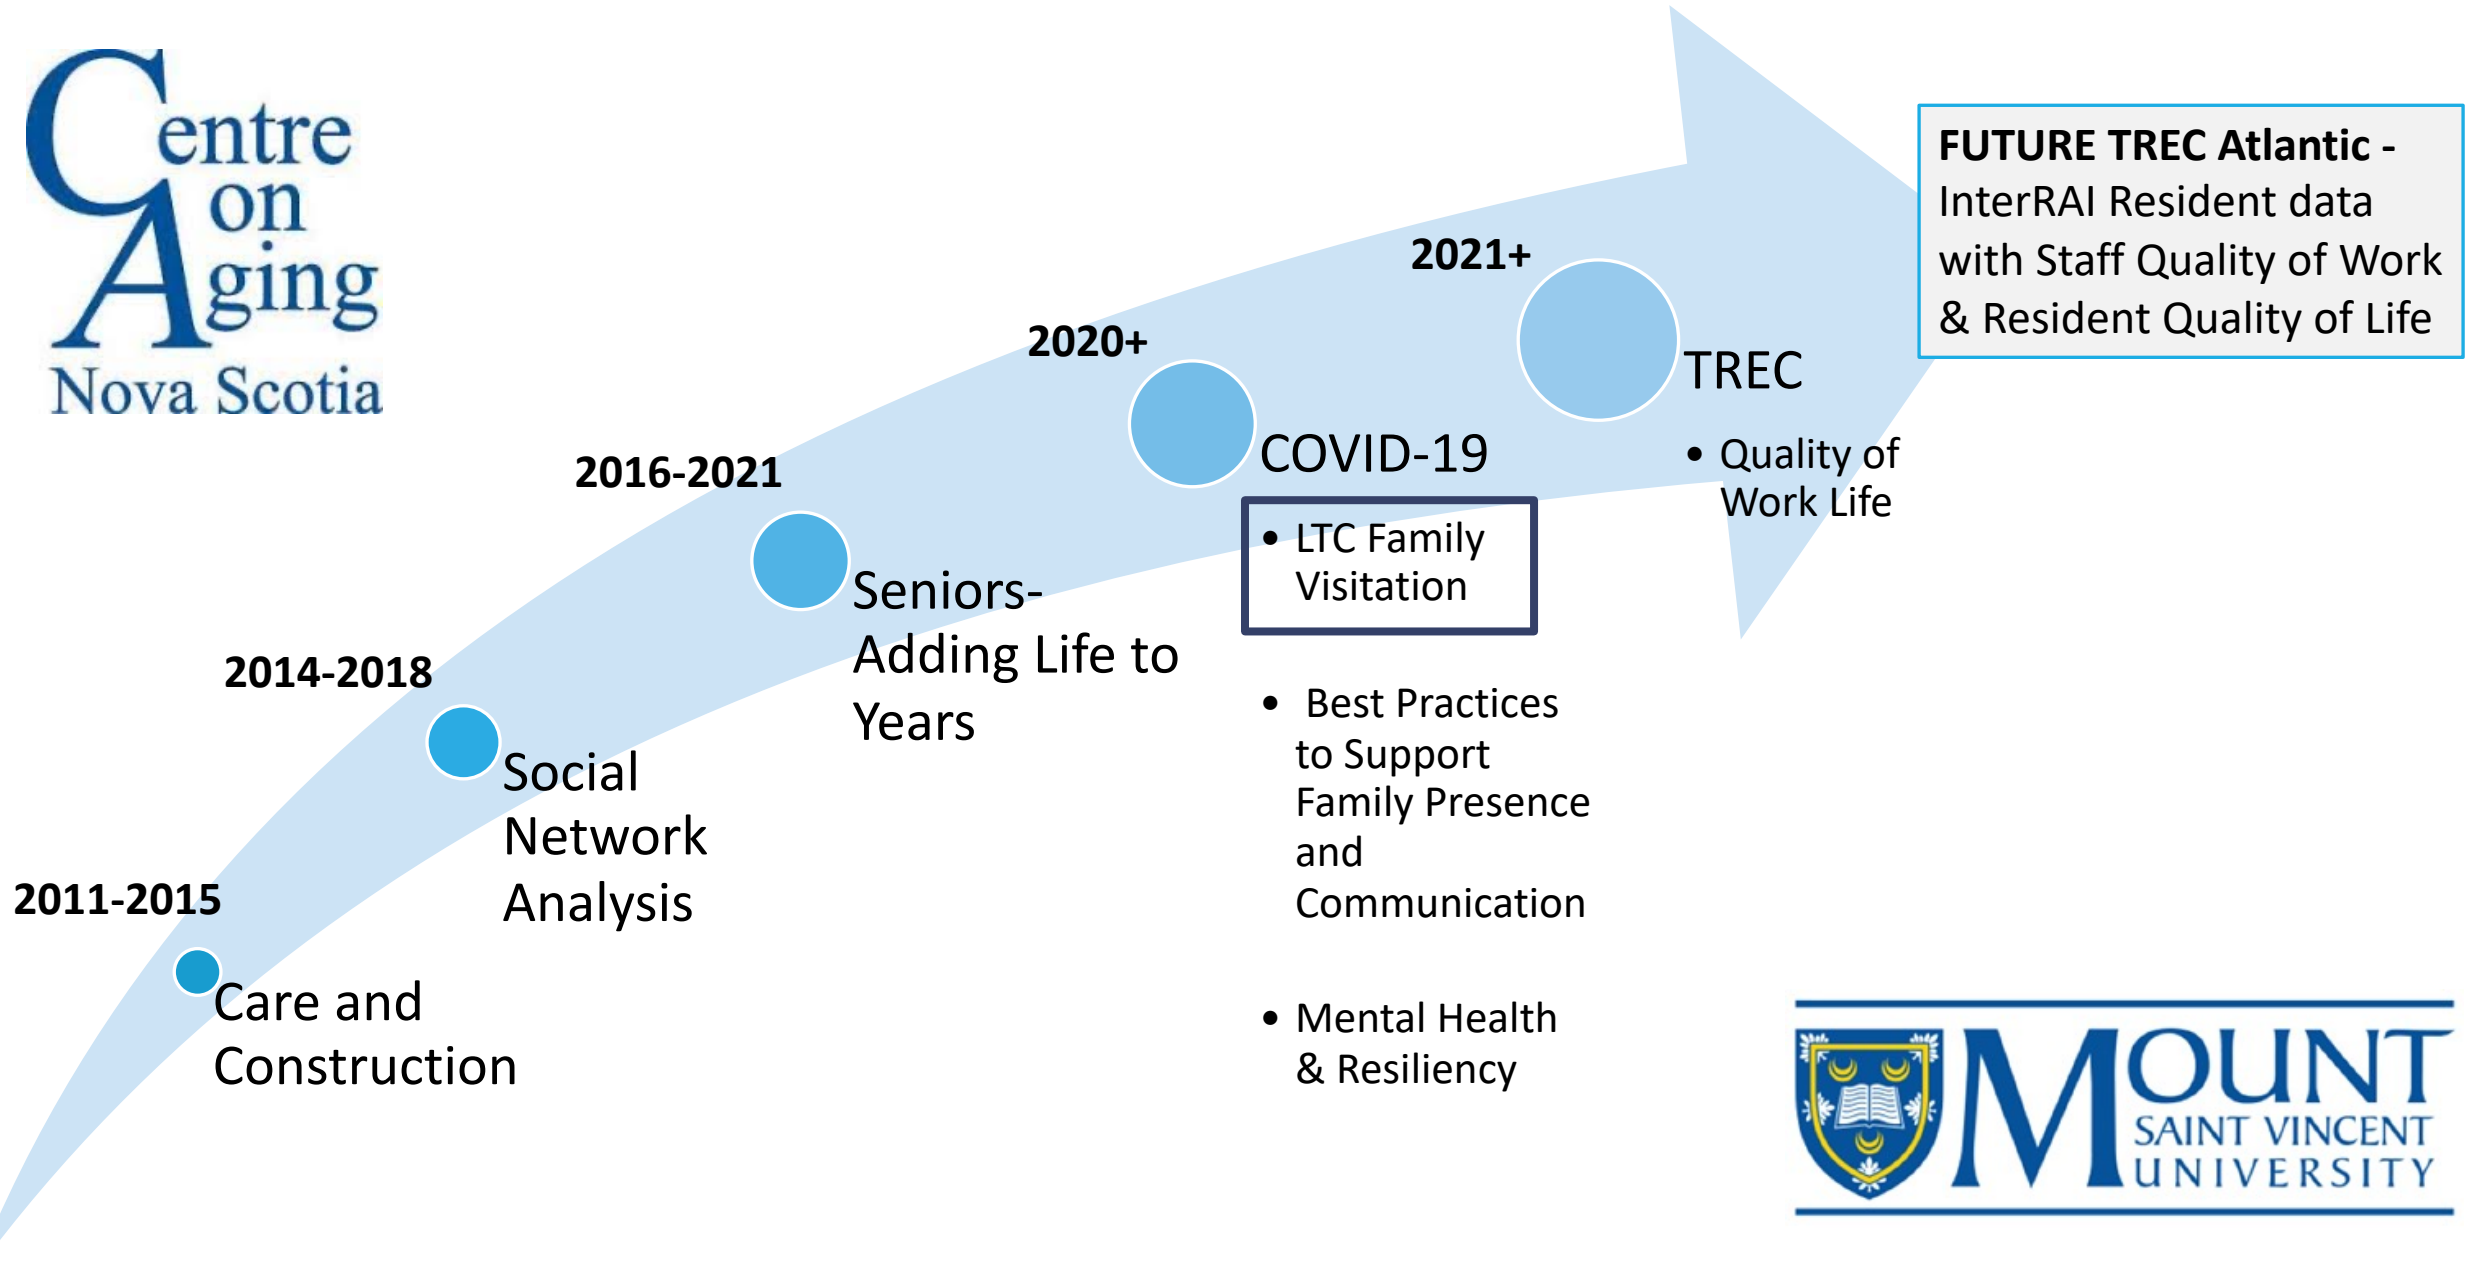 Centre
on
Aging
Nova Scotia
2011-2015
Care and
Construction
2014-2018
Social
Network
Analysis
2016-2021
Seniors-
Adding Life to
Years
2020+
COVID-19
• LTC Family
Visitation
• Best Practices
to Support
Family Presence
and
Communication
• Mental Health
& Resiliency
2021+
TREC
• Quality of
Work Life
FUTURE TREC Atlantic -
InterRAI Resident data
with Staff Quality of Work
& Resident Quality of Life
MOUNT
SAINT VINCENT
UNIVERSITY